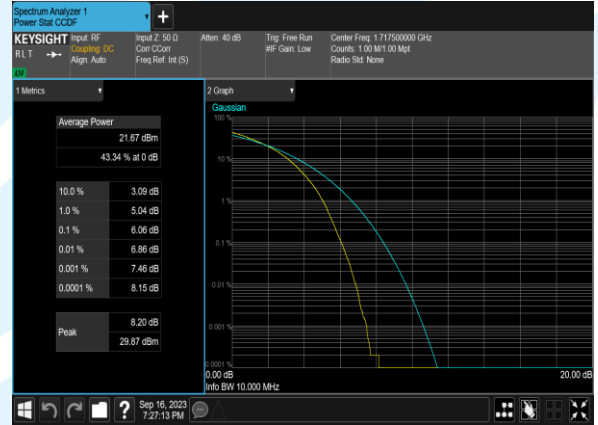 Spectrum Analyzer 1
Power Stat CCDF
+
KEYSIGHT
RLT
Input: RF
Coupling: DC
Align: Auto
Input Z: 50 Ω
Corr CCorr
Freq Ref: Int (S)
Atten: 40 dB
Trig: Free Run
#IF Gain: Low
Center Freq: 1.717500000 GHz
Counts: 1.00 M/1.00 Mpt
Radio Std: None
LXI
1 Metrics
Average Power
21.67 dBm
43.34 % at 0 dB
10.0 % 3.09 dB
1.0 % 5.04 dB
0.1 % 6.06 dB
0.01 % 6.86 dB
0.001 % 7.46 dB
0.0001 % 8.15 dB
Peak
8.20 dB
29.87 dBm
2 Graph
Gaussian
100 %
10 %
1 %
0.1 %
0.01 %
0.001 %
0.0001 %
0.00 dB 20.00 dB
Info BW 10.000 MHz
?
Sep 16, 2023
7:27:13 PM